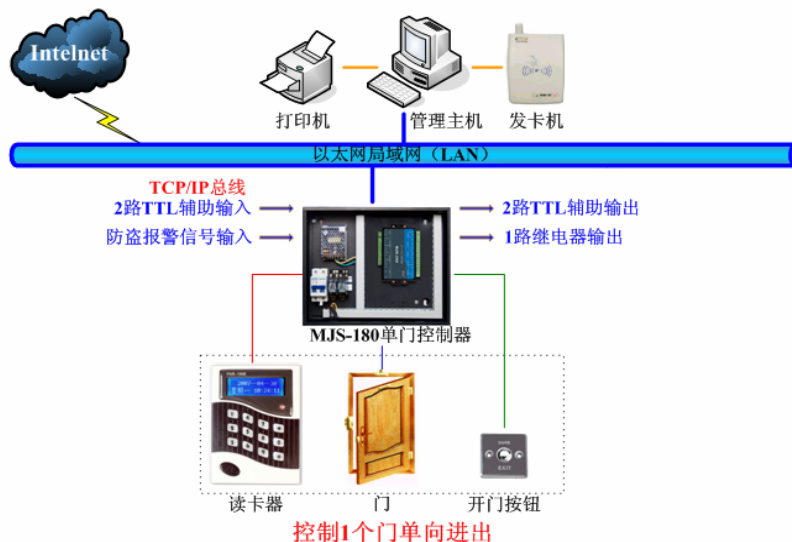 Intelnet
打印机
管理主机
发卡机
以太网局域网（LAN）
TCP/IP总线
2路TTL辅助输入
2路TTL辅助输出
防盗报警信号输入
1路继电器输出
MJS-180单门控制器
DOOR
EXIT
读卡器
门
开门按钮
控制1个门单向进出